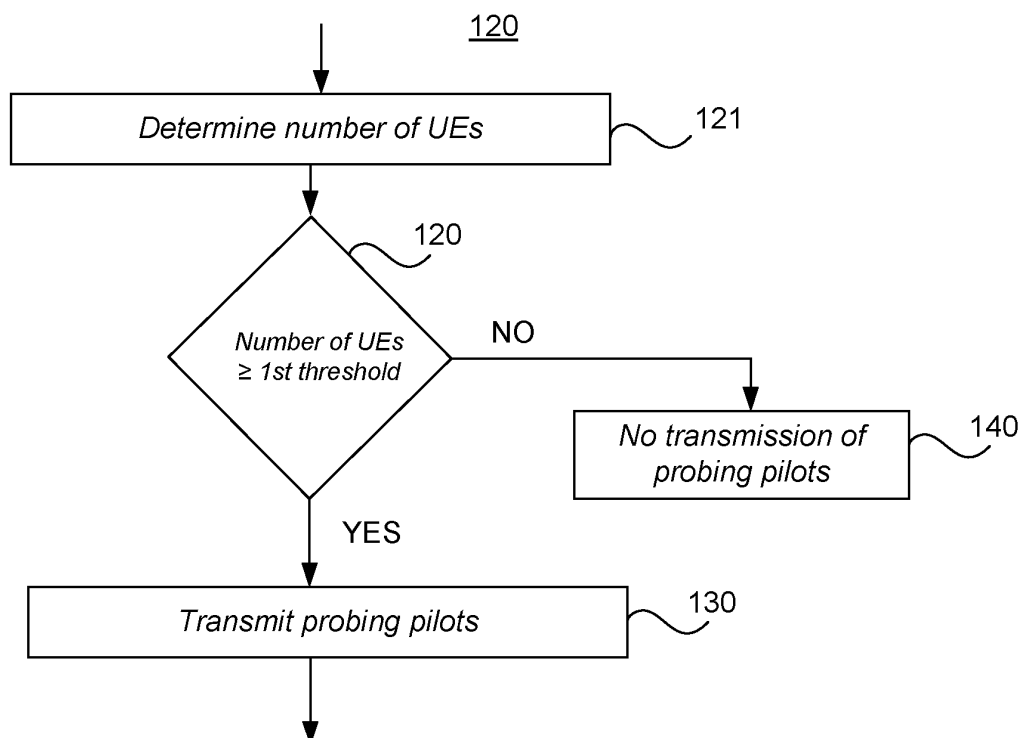 120
Determine number of UEs
121
120
Number of UEs
≥ 1st threshold
NO
No transmission of
probing pilots
140
YES
Transmit probing pilots
130